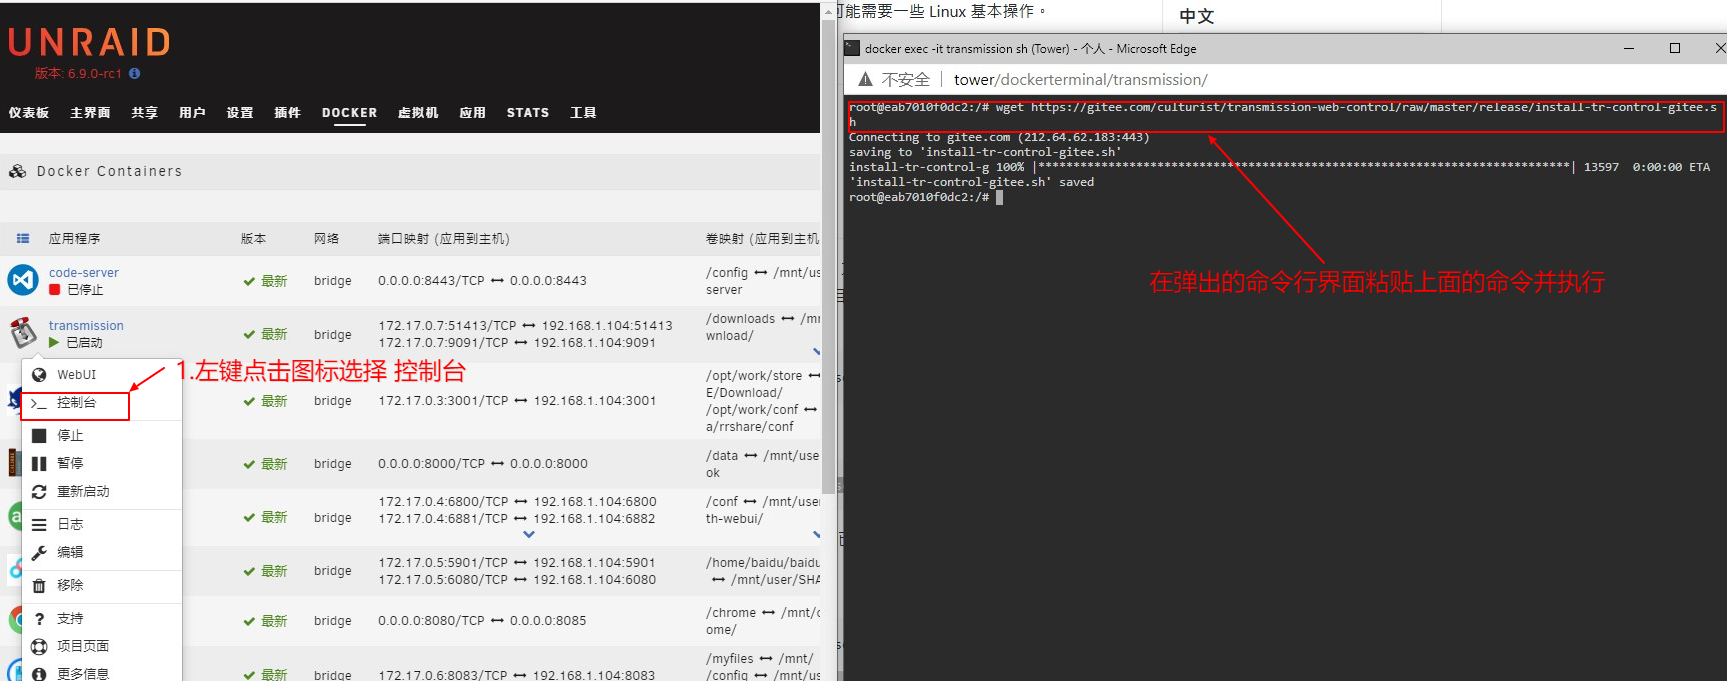 UNRAID
版本: 6.9.0-rc1
仪表板 主界面 共享 用户 设置 插件 DOCKER 虚拟机 应用 STATS 工具
Docker Containers
应用程序 版本 网络 端口映射 (应用到主机) 卷映射 (应用到主机
code-server
已停止
最新 bridge 0.0.0.0:8443/TCP ↔ 0.0.0.0:8443
/config ↔ /mnt/us
server
transmission
已启动
最新 bridge
172.17.0.7:51413/TCP ↔ 192.168.1.104:51413
172.17.0.7:9091/TCP ↔ 192.168.1.104:9091
/downloads ↔ /mn
wnload/
WebUI
控制台
停止
暂停
重新启动
日志
编辑
移除
支持
项目页面
更多信息
1.左键点击图标选择 控制台
最新 bridge 172.17.0.3:3001/TCP ↔ 192.168.1.104:3001
/opt/work/store ↔
E/Download/
/opt/work/conf ↔
a/rrshare/conf
最新 bridge 0.0.0.0:8000/TCP ↔ 0.0.0.0:8000
/data ↔ /mnt/use
ok
最新 bridge
172.17.0.4:6800/TCP ↔ 192.168.1.104:6800
172.17.0.4:6881/TCP ↔ 192.168.1.104:6882
/conf ↔ /mnt/user
th-webui/
最新 bridge
172.17.0.5:5901/TCP ↔ 192.168.1.104:5901
172.17.0.5:6080/TCP ↔ 192.168.1.104:6080
/home/baidu/baidu
↔ /mnt/user/SHA
最新 bridge 0.0.0.0:8080/TCP ↔ 0.0.0.0:8085
/chrome ↔ /mnt/c
ome/
最新 bridge 172.17.0.6:8083/TCP ↔ 192.168.1.104:8083
/myfiles ↔ /mnt/
/config ↔ /mnt/us
可能需要一些 Linux 基本操作。
中文
docker exec -it transmission sh (Tower) - 个人 - Microsoft Edge
不安全 tower/dockerterminal/transmission/
root@eab7010f0dc2:/# wget https://gitee.com/culturist/transmission-web-control/raw/master/release/install-tr-control-gitee.s
h
Connecting to gitee.com (212.64.62.183:443)
saving to 'install-tr-control-gitee.sh'
install-tr-control-g 100% |****************************************************************************| 13597 0:00:00 ETA
'install-tr-control-gitee.sh' saved
root@eab7010f0dc2:/#
在弹出的命令行界面粘贴上面的命令并执行